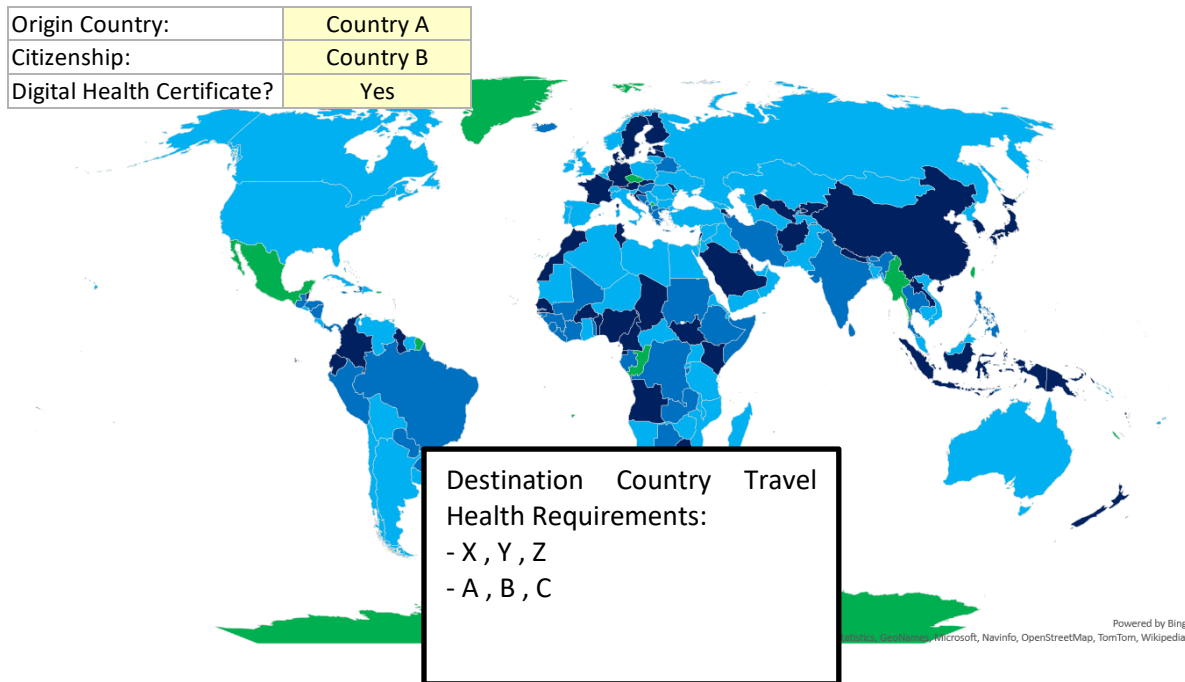 Origin Country: Country A
Citizenship: Country B
Digital Health Certificate? Yes
Destination Country Travel
Health Requirements:
- X , Y , Z
- A , B , C
Powered by Bing
GeoNames, Microsoft, Navinfo, OpenStreetMap, TomTom, Wikipedia